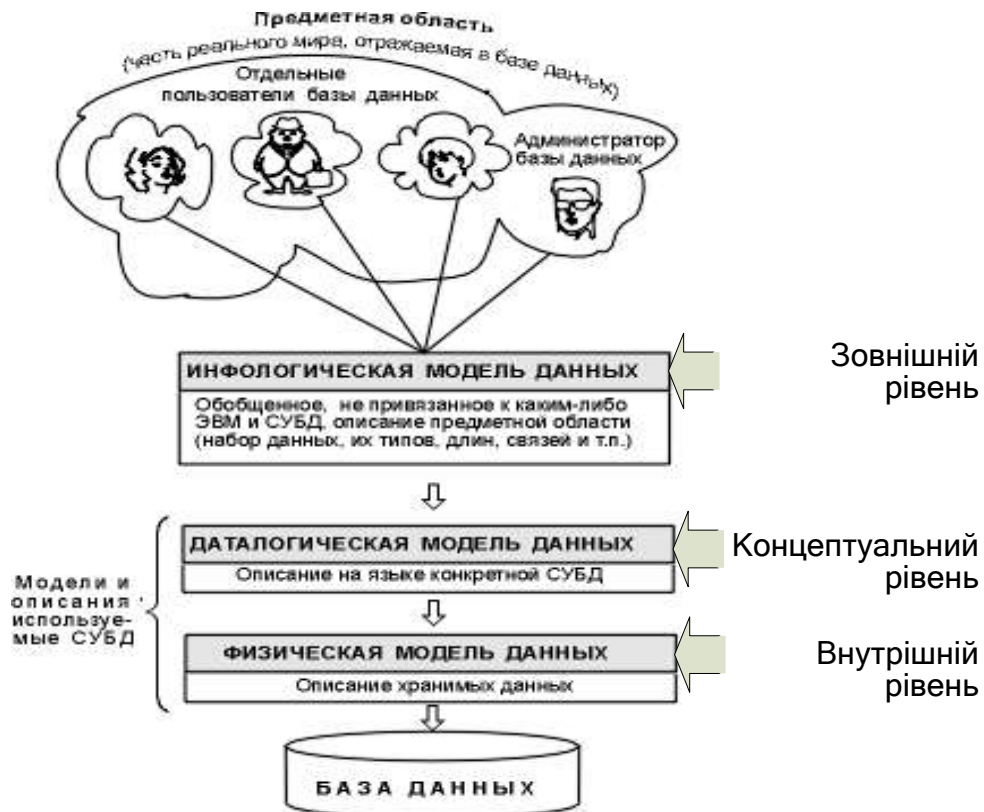 Предметная область
(часть реального мира, отражаемая в базе данных)
Отдельные
пользователи базы данных
Администратор
базы данных
ИНФОЛОГИЧЕСКАЯ МОДЕЛЬ ДАННЫХ
Обобщенное, не привязанное к каким-либо
ЭВМ и СУБД, описание предметной области
(набор данных, их типов, длин, связей и т.п.)
Зовнішній
рівень
ДАТАЛОГИЧЕСКАЯ МОДЕЛЬ ДАННЫХ
Описание на языке конкретной СУБД
Концептуальний
рівень
Модели и
описания
используе-
мые СУБД
ФИЗИЧЕСКАЯ МОДЕЛЬ ДАННЫХ
Описание хранимых данных
Внутрішній
рівень
БАЗА ДАННЫХ